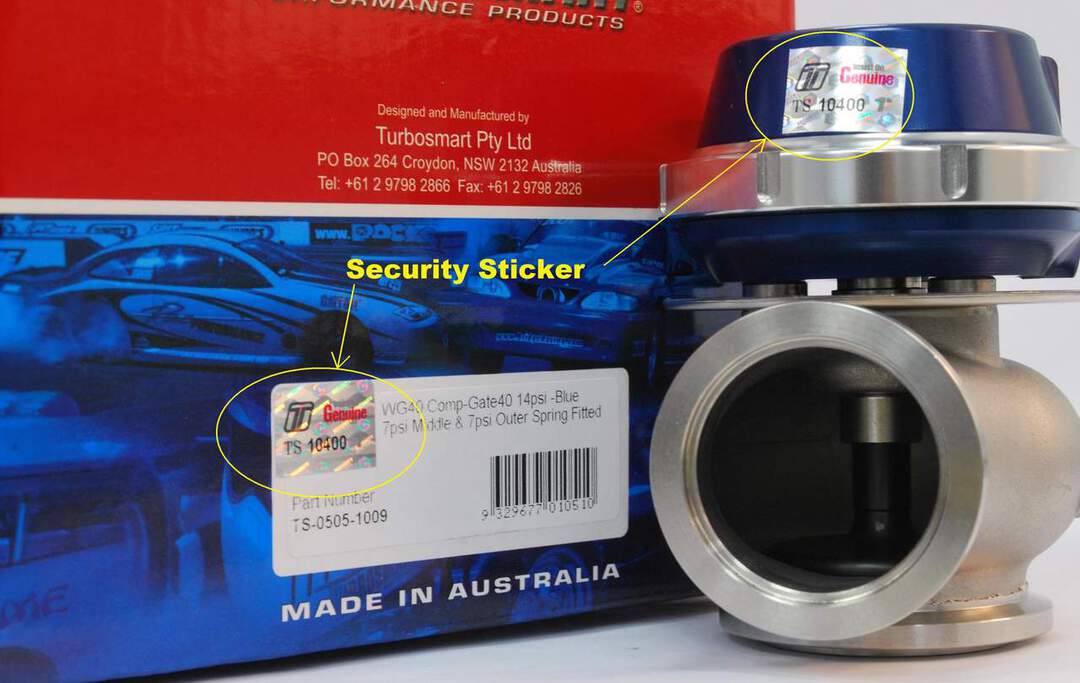 PERFORMANCE PRODUCTS®
Designed and Manufactured by
Turbosmart Pty Ltd
PO Box 264 Croydon, NSW 2132 Australia
Tel: +61 2 9798 2866 Fax: +61 2 9798 2826
Genuine
TS 10400
www.
Security Sticker
Genuine
TS 10400
WG40 Comp-Gate40 14psi -Blue
7psi Middle & 7psi Outer Spring Fitted
Part Number
TS-0505-1009
9 329677 010510
MADE IN AUSTRALIA